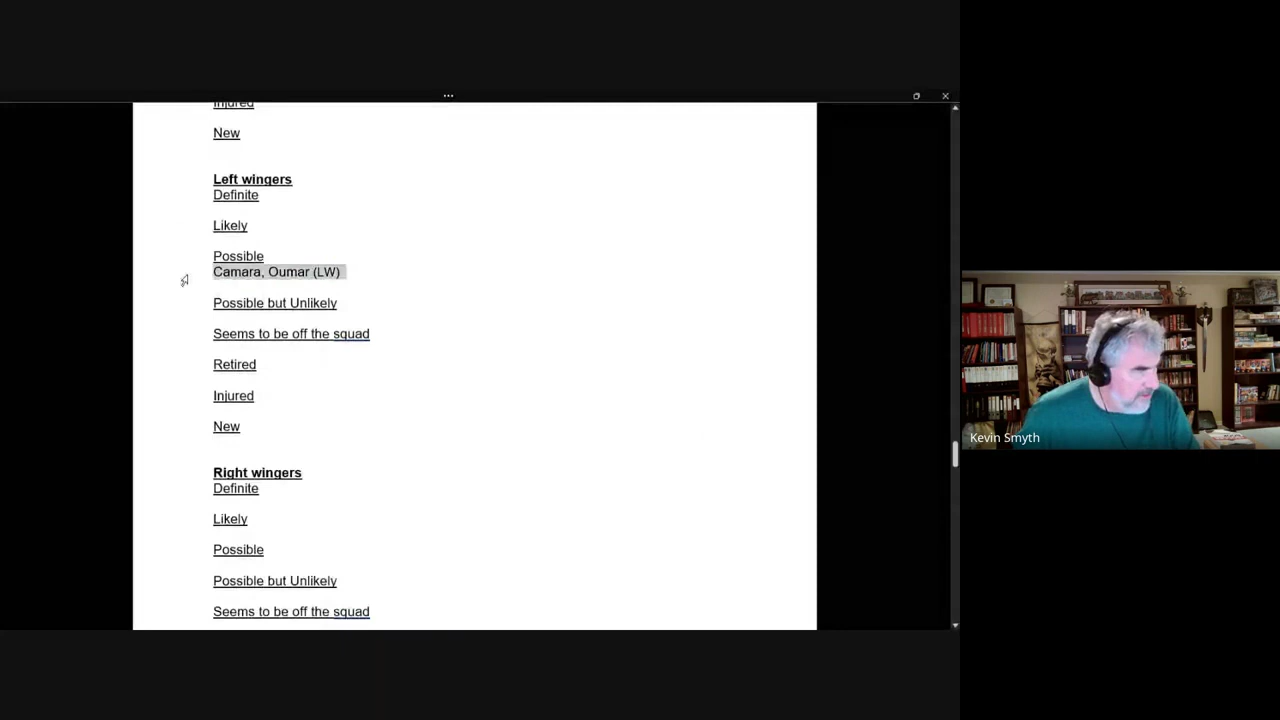 Injured
New
Left wingers
Definite
Likely
Possible
Camara, Oumar (LW)
Possible but Unlikely
Seems to be off the squad
Retired
Injured
New
Right wingers
Definite
Likely
Possible
Possible but Unlikely
Seems to be off the squad
Kevin Smyth